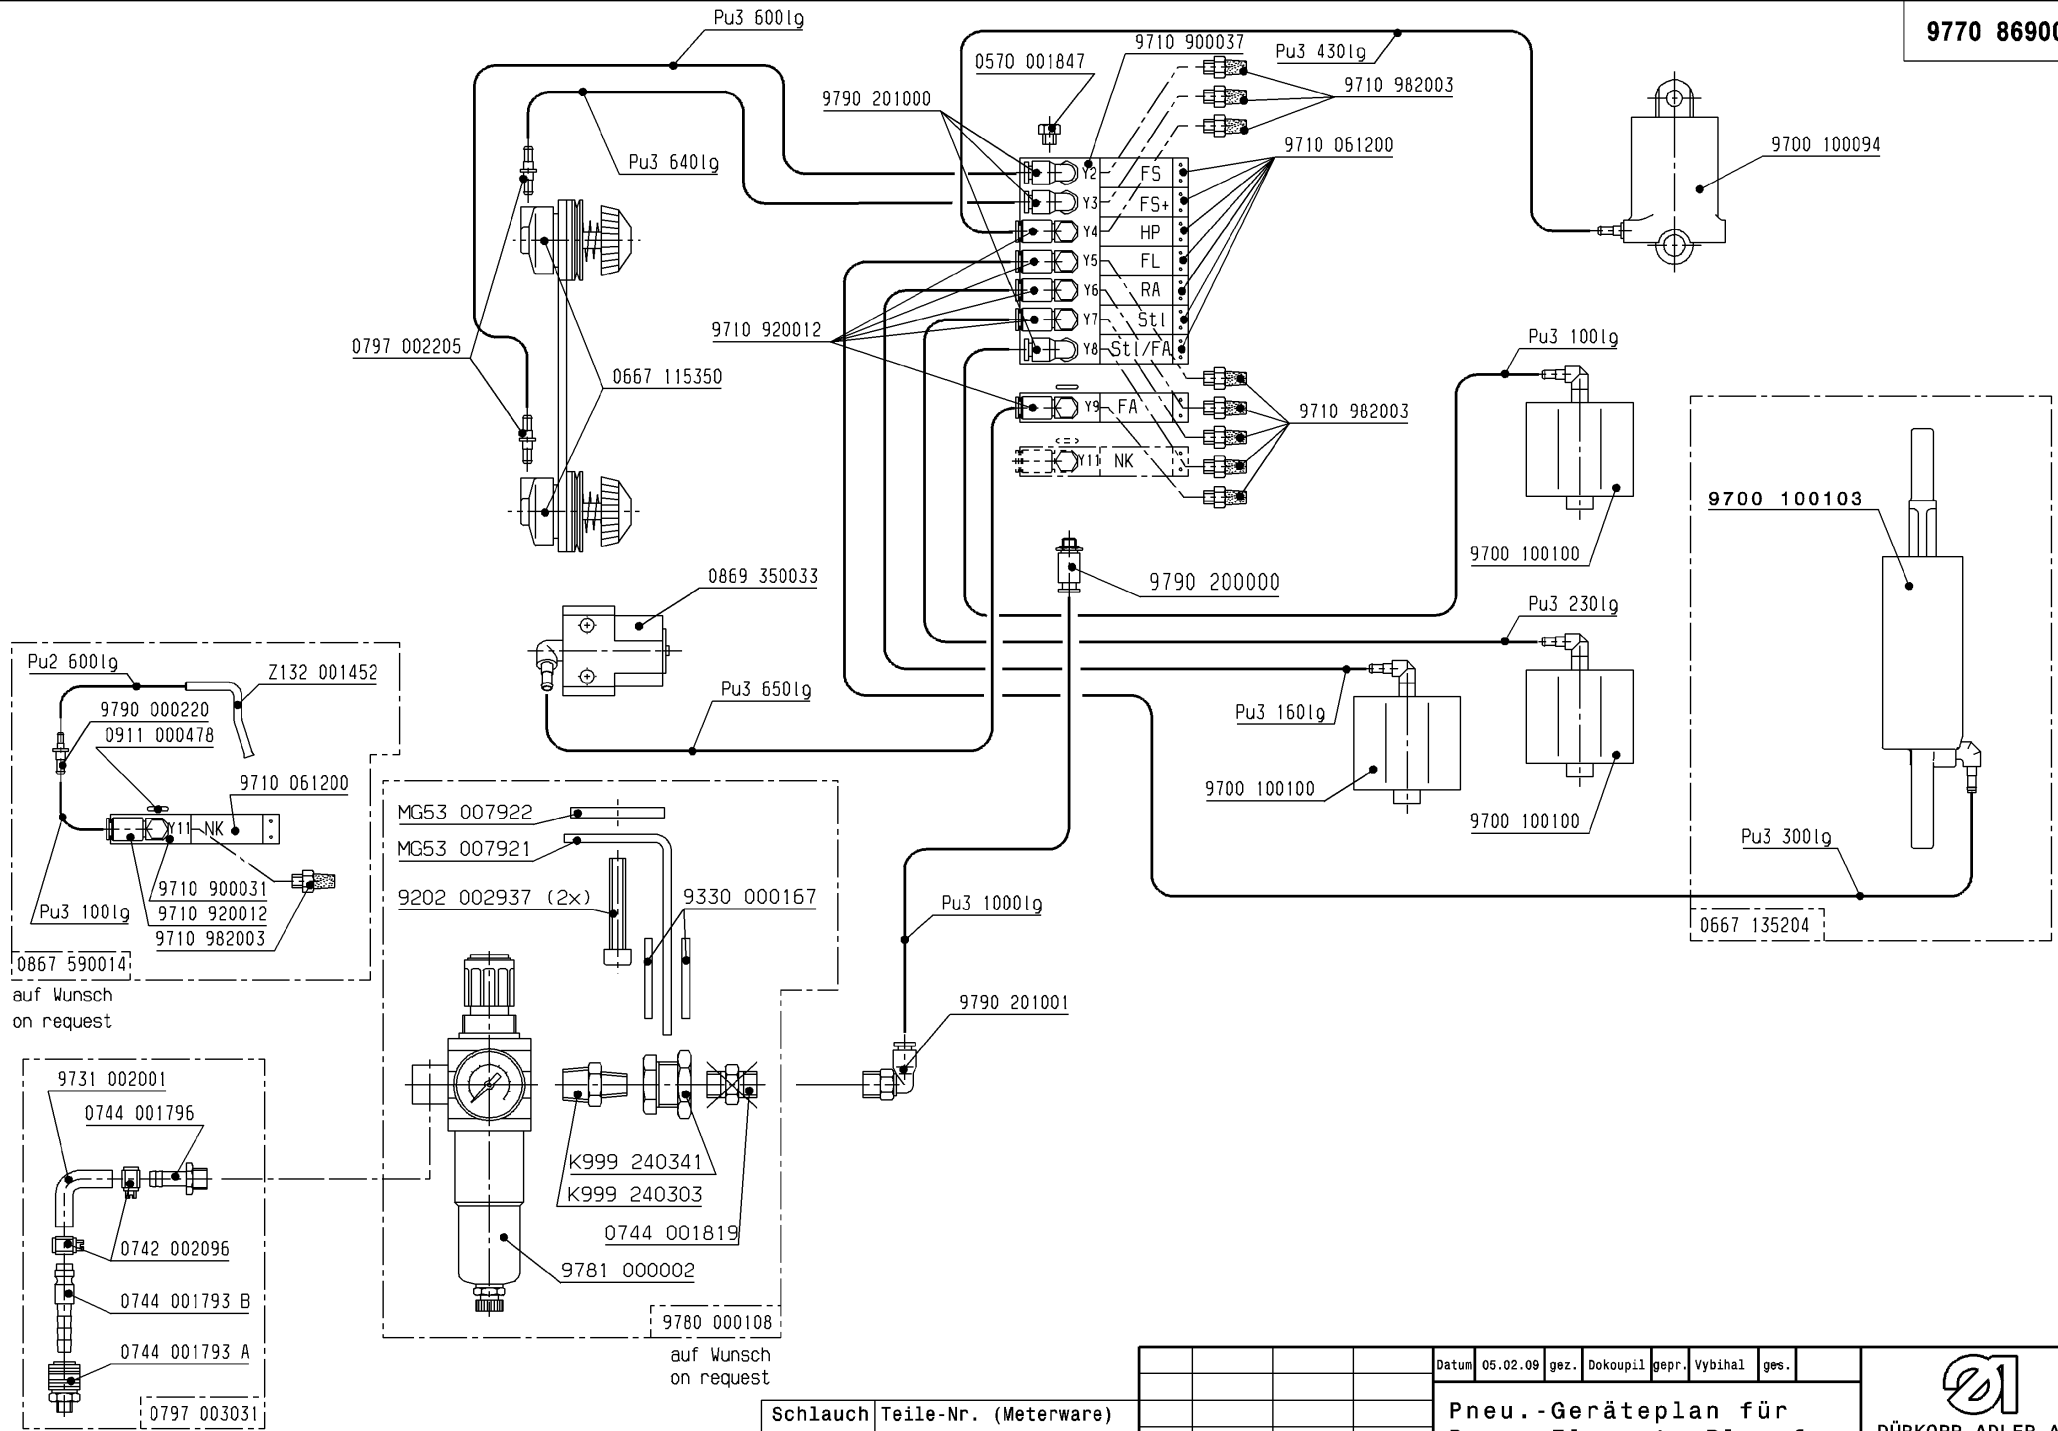 Pu3 600lg
9770 86900
0570 001847
9710 900037
Pu3 430lg
9710 982003
9790 201000
Pu3 640lg
9710 061200
9700 100094
Y2 FS
Y3 FS+
Y4 HP
Y5 FL
Y6 RA
Y7 Stl
Y8 Stl/FA
Y9 FA
Y11 NK
9710 920012
0797 002205
0667 115350
9710 982003
Pu3 100lg
9700 100100
9700 100103
9790 200000
0869 350033
Pu3 230lg
Pu2 600lg
Z132 001452
9790 000220
0911 000478
Pu3 650lg
Pu3 160lg
9710 061200
Y11 NK
9700 100100
9700 100100
MG53 007922
MG53 007921
Pu3 300lg
9710 900031
9202 002937 (2x)
9330 000167
Pu3 1000lg
Pu3 100lg
9710 920012
9710 982003
0667 135204
0867 590014
auf Wunsch
on request
9790 201001
9731 002001
0744 001796
K999 240341
K999 240303
0744 001819
0742 002096
9781 000002
0744 001793 B
9780 000108
0744 001793 A
auf Wunsch
on request
0797 003031
Datum 05.02.09 gez. Dokoupil gepr. Vybihal ges.
Schlauch Teile-Nr. (Meterware)
Pneu.-Geräteplan für